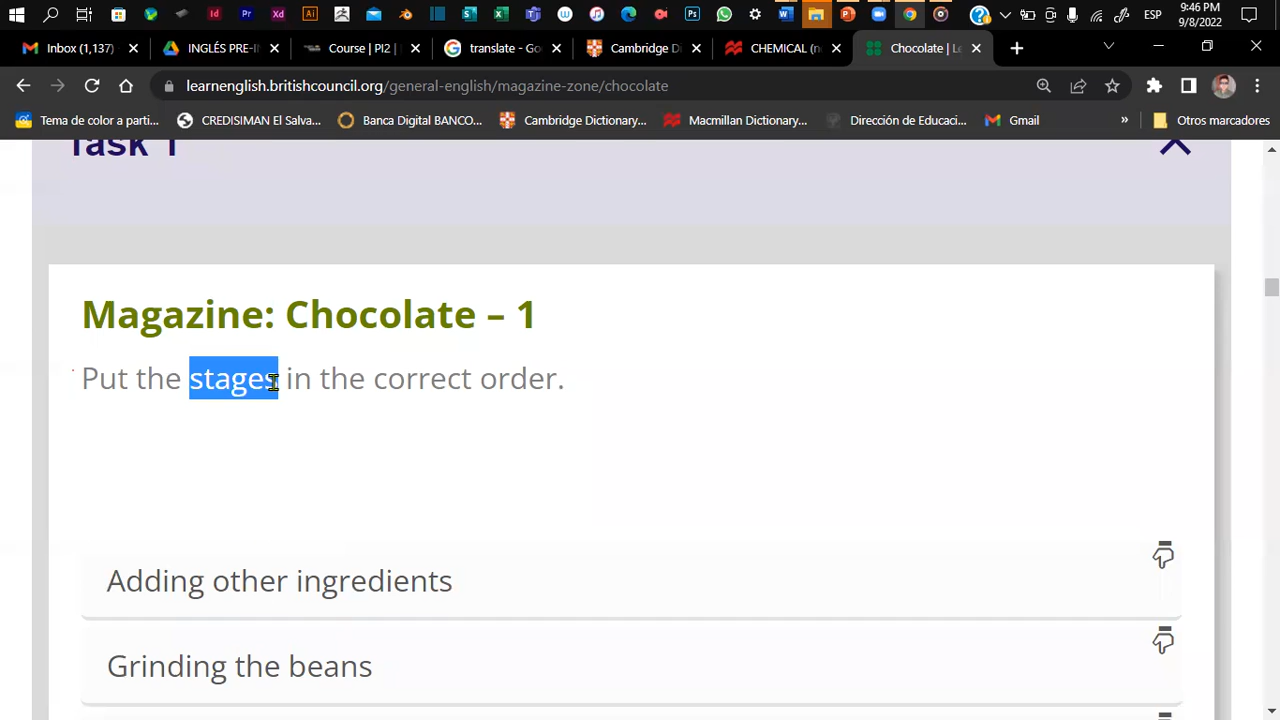 9:46 PM
ESP
9/8/2022
Inbox (1,137)
INGLÉS PRE-II
Course | PI2 |
translate - Go
Cambridge D
CHEMICAL (n
Chocolate | Le
learnenglish.britishcouncil.org/general-english/magazine-zone/chocolate
Tema de color a parti...
CREDISIMAN El Salva...
Banca Digital BANCO...
Cambridge Dictionary...
Macmillan Dictionary...
Dirección de Educaci...
Gmail
»
Otros marcadores
Task 1
Magazine: Chocolate – 1
Put the stages in the correct order.
Adding other ingredients
Grinding the beans